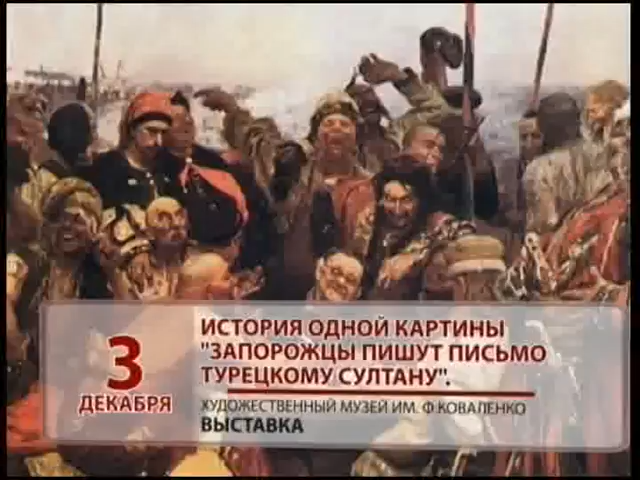 3
ДЕКАБРЯ
ИСТОРИЯ ОДНОЙ КАРТИНЫ
"ЗАПОРОЖЦЫ ПИШУТ ПИСЬМО
ТУРЕЦКОМУ СУЛТАНУ".
ХУДОЖЕСТВЕННЫЙ МУЗЕЙ ИМ. Ф.КОВАЛЕНКО
ВЫСТАВКА